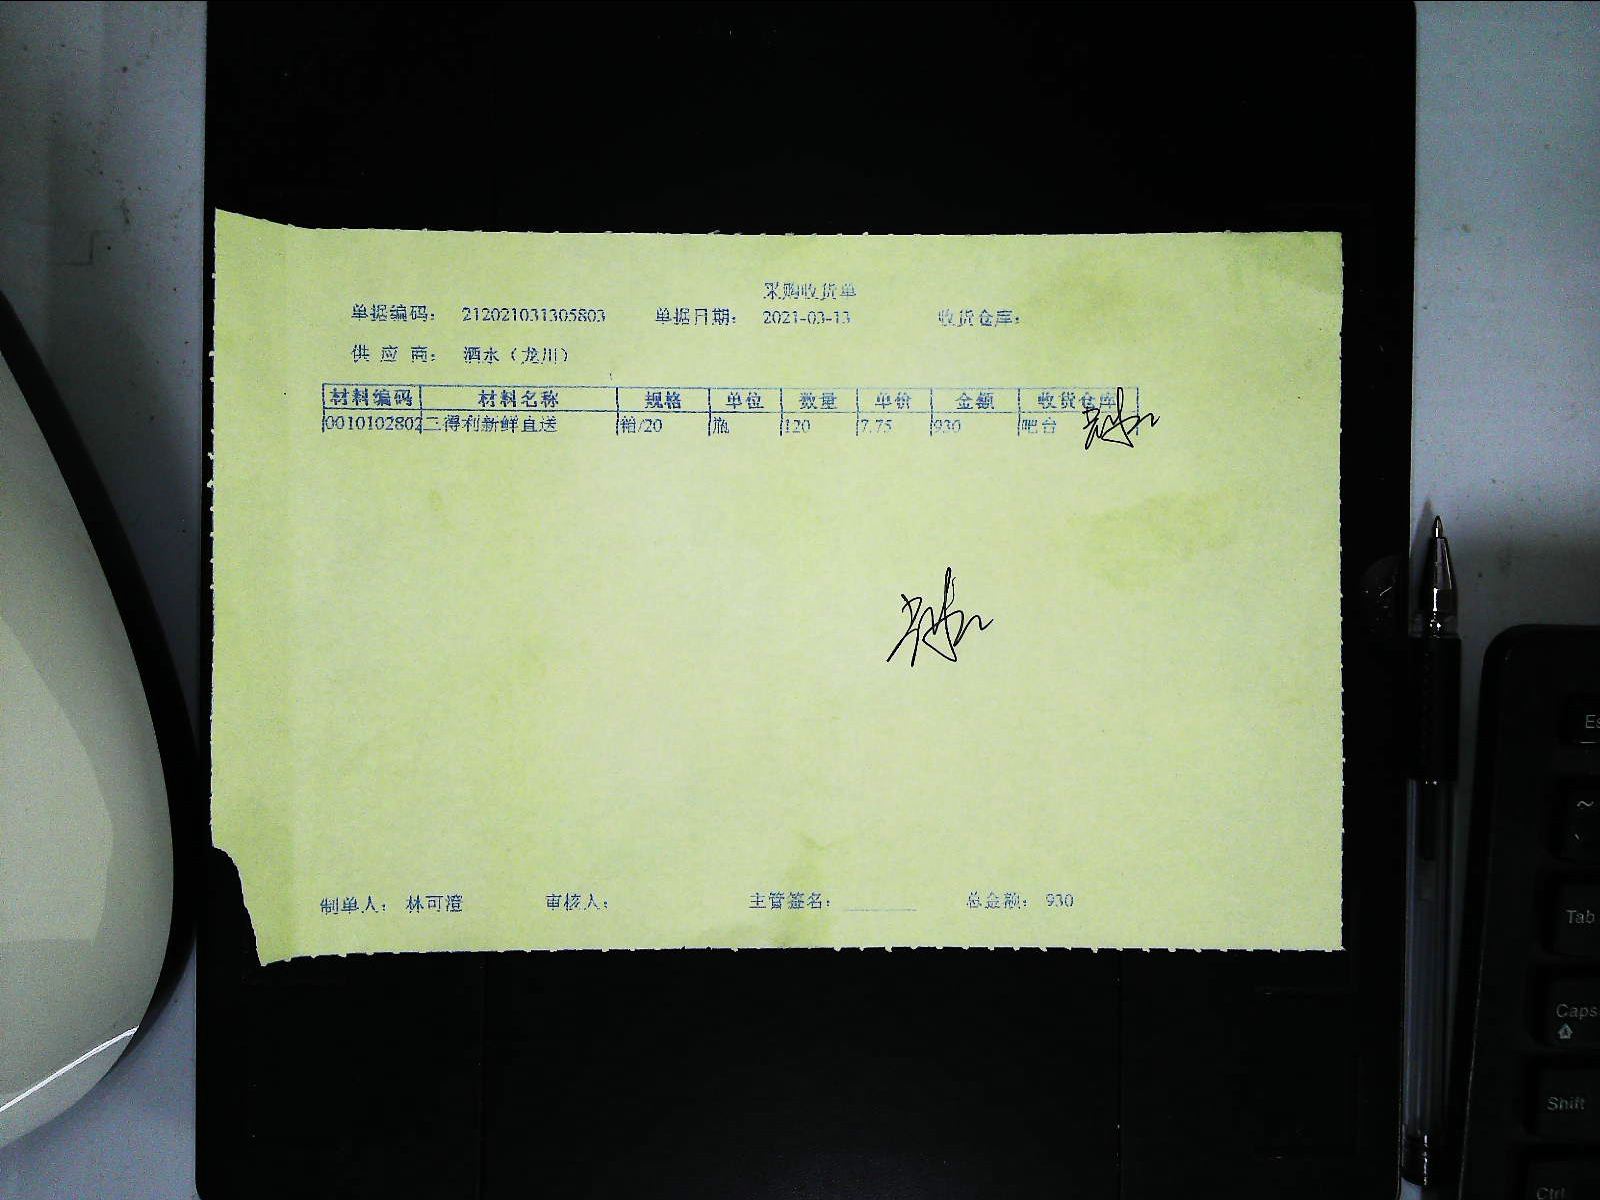 采购收货单
单据编码： 212021031305803 单据日期： 2021-03-13 收货仓库：
供 应 商： 酒水（龙川）
材料编码 材料名称 规格 单位 数量 单价 金额 收货仓库
0010102802 二得利新鲜直送 箱/20 瓶 120 7.75 930 吧台
制单人： 林可澄 审核人： 主管签名： 总金额： 930
Es
~
Tab
Caps
Shift
Ctrl